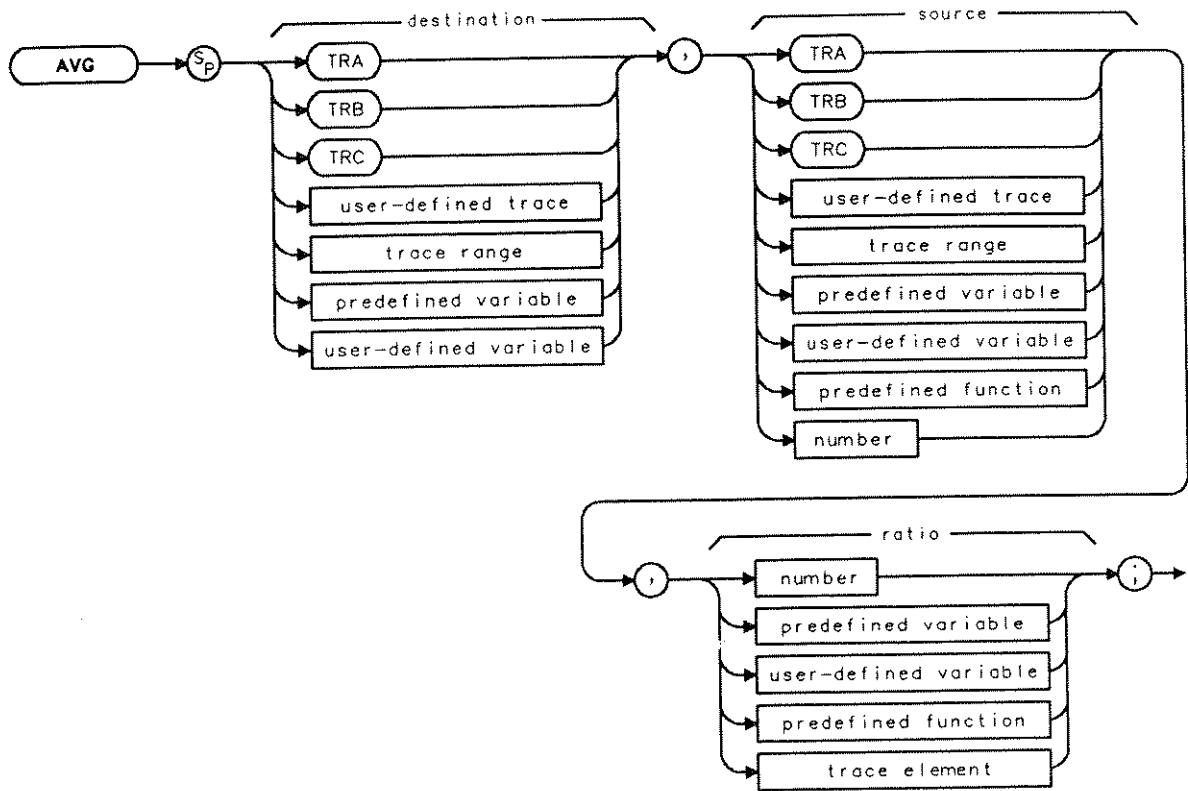 destination
source
AVG
SP
TRA
,
TRA
TRB
TRB
TRC
TRC
user-defined trace
user-defined trace
trace range
trace range
predefined variable
predefined variable
user-defined variable
user-defined variable
predefined function
number
ratio
,
number
;
predefined variable
user-defined variable
predefined function
trace element